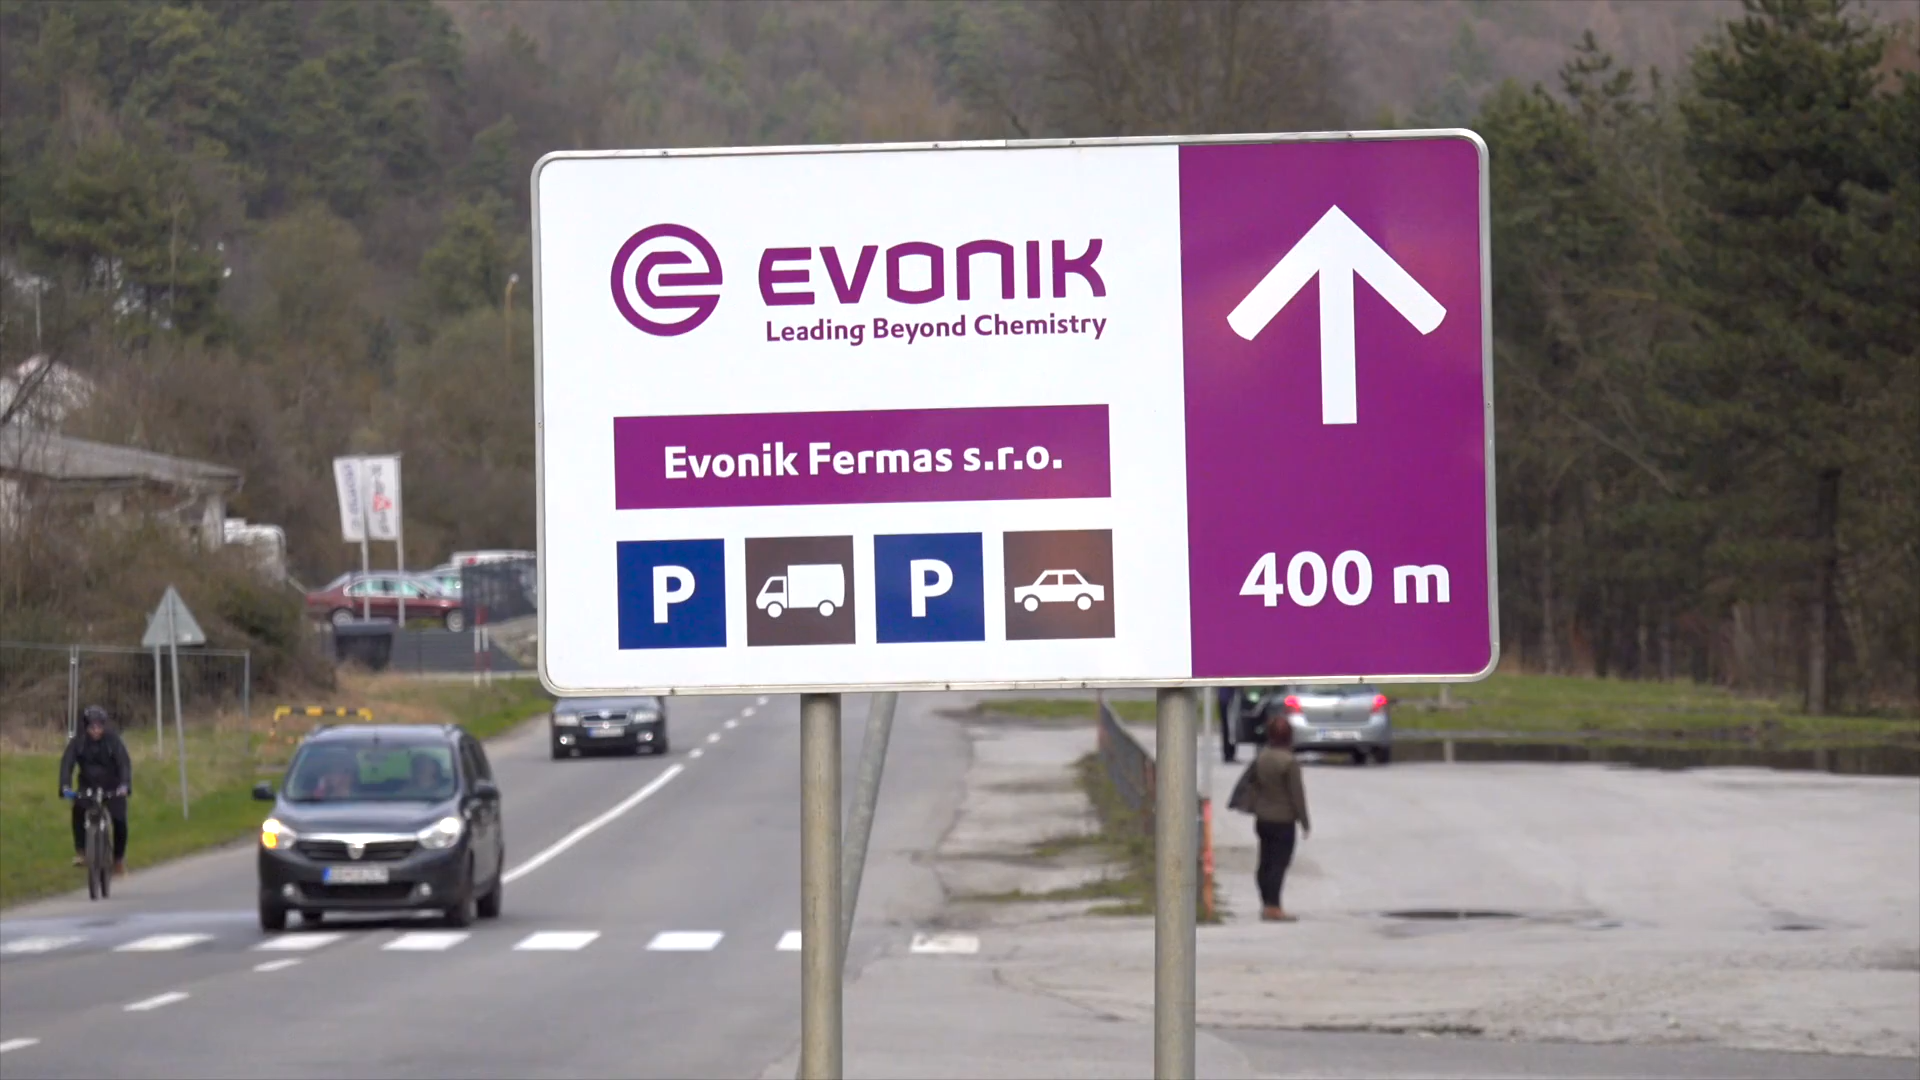 EVONIK
Leading Beyond Chemistry
Evonik Fermas s.r.o.
P P
400 m